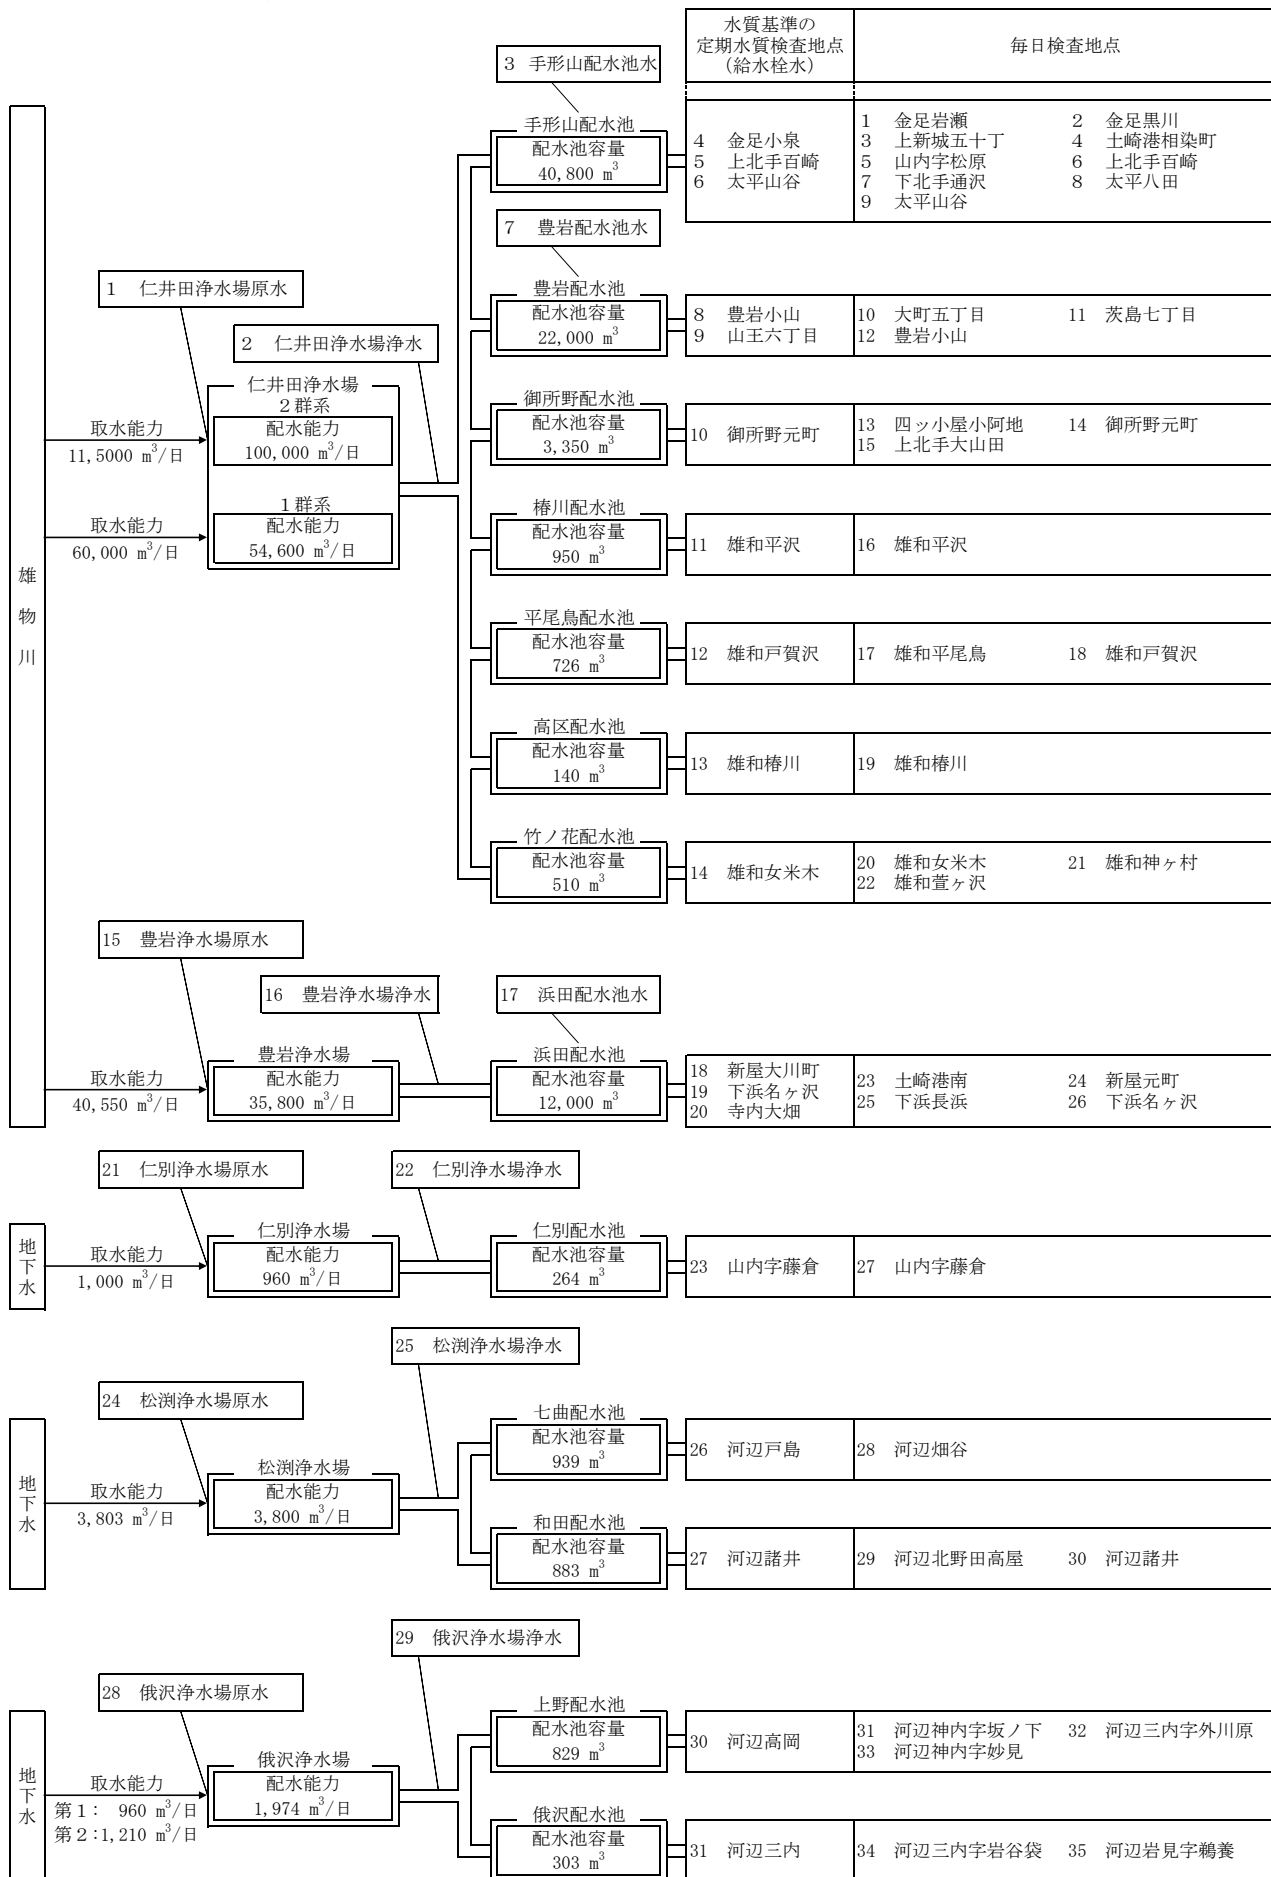 水質基準の
定期水質検査地点
（給水栓水）
毎日検査地点
3 手形山配水池水
手形山配水池
配水池容量
40,800 m³
4 金足小泉
5 上北手百崎
6 太平山谷
1 金足岩瀬 2 金足黒川
3 上新城五十丁 4 土崎港相染町
5 山内字松原 6 上北手百崎
7 下北手通沢 8 太平八田
9 太平山谷
7 豊岩配水池水
豊岩配水池
配水池容量
22,000 m³
8 豊岩小山
9 山王六丁目
10 大町五丁目 11 茨島七丁目
12 豊岩小山
1 仁井田浄水場原水
2 仁井田浄水場浄水
仁井田浄水場
2群系
配水能力
100,000 m³/日
取水能力
11,5000 m³/日
1群系
配水能力
54,600 m³/日
取水能力
60,000 m³/日
雄物川
御所野配水池
配水池容量
3,350 m³
10 御所野元町
13 四ッ小屋小阿地 14 御所野元町
15 上北手大山田
椿川配水池
配水池容量
950 m³
11 雄和平沢
16 雄和平沢
平尾鳥配水池
配水池容量
726 m³
12 雄和戸賀沢
17 雄和平尾鳥 18 雄和戸賀沢
高区配水池
配水池容量
140 m³
13 雄和椿川
19 雄和椿川
竹ノ花配水池
配水池容量
510 m³
14 雄和女米木
20 雄和女米木 21 雄和神ヶ村
22 雄和萱ヶ沢
15 豊岩浄水場原水
16 豊岩浄水場浄水
17 浜田配水池水
取水能力
40,550 m³/日
豊岩浄水場
配水能力
35,800 m³/日
浜田配水池
配水池容量
12,000 m³
18 新屋大川町
19 下浜名ヶ沢
20 寺内大畑
23 土崎港南 24 新屋元町
25 下浜長浜 26 下浜名ヶ沢
21 仁別浄水場原水
22 仁別浄水場浄水
地下水
取水能力
1,000 m³/日
仁別浄水場
配水能力
960 m³/日
仁別配水池
配水池容量
264 m³
23 山内字藤倉
27 山内字藤倉
25 松渕浄水場浄水
24 松渕浄水場原水
地下水
取水能力
3,803 m³/日
松渕浄水場
配水能力
3,800 m³/日
七曲配水池
配水池容量
939 m³
26 河辺戸島
28 河辺畑谷
和田配水池
配水池容量
883 m³
27 河辺諸井
29 河辺北野田高屋 30 河辺諸井
29 俄沢浄水場浄水
28 俄沢浄水場原水
地下水
取水能力
第1： 960 m³/日
第2：1,210 m³/日
俄沢浄水場
配水能力
1,974 m³/日
上野配水池
配水池容量
829 m³
30 河辺高岡
31 河辺神内字坂ノ下 32 河辺三内字外川原
33 河辺神内字妙見
俄沢配水池
配水池容量
303 m³
31 河辺三内
34 河辺三内字岩谷袋 35 河辺岩見字鵜養